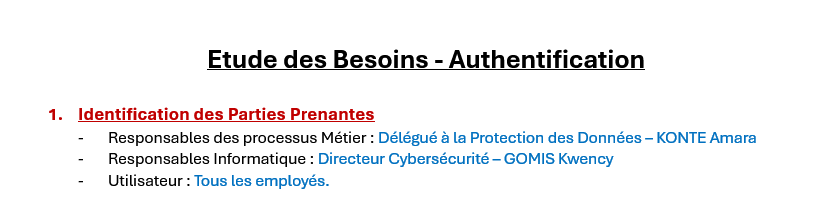 Etude des Besoins - Authentification
1. Identification des Parties Prenantes
- Responsables des processus Métier : Délégué à la Protection des Données – KONTE Amara
- Responsables Informatique : Directeur Cybersécurité – GOMIS Kwency
- Utilisateur : Tous les employés.